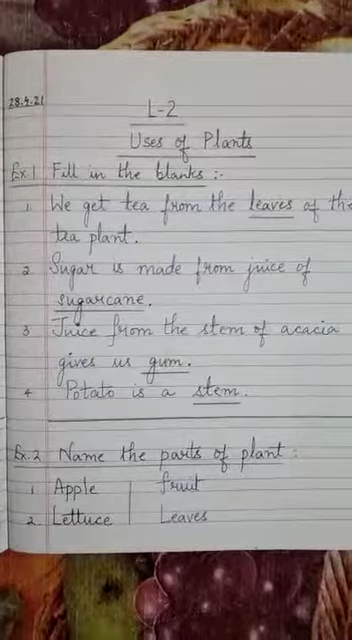 28.4.21
L-2
Uses of Plants
Ex.1 Fill in the blanks :-
1. We get tea from the leaves of the
tea plant.
2 Sugar is made from juice of
sugarcane.
3 Juice from the stem of acacia
gives us gum.
4 Potato is a stem.
Ex.2 Name the parts of plant :
1 Apple | fruit
2 Lettuce | Leaves